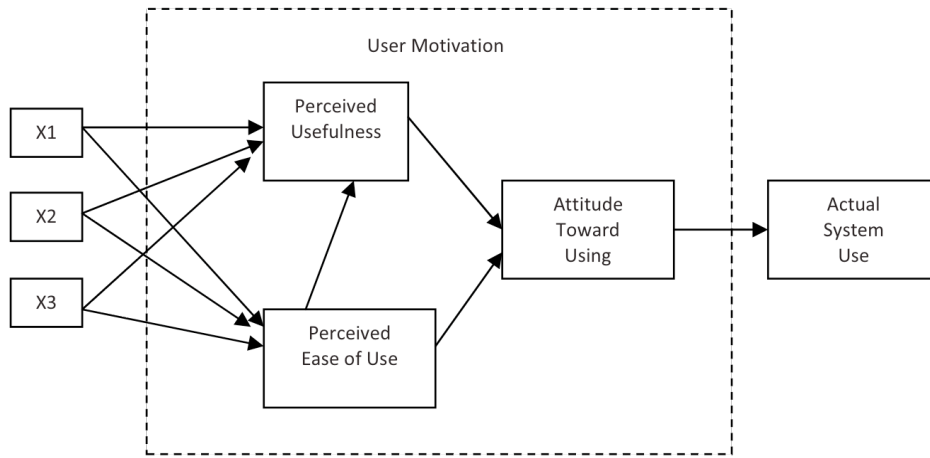 User Motivation
X1
X2
X3
Perceived
Usefulness
Perceived
Ease of Use
Attitude
Toward
Using
Actual
System
Use